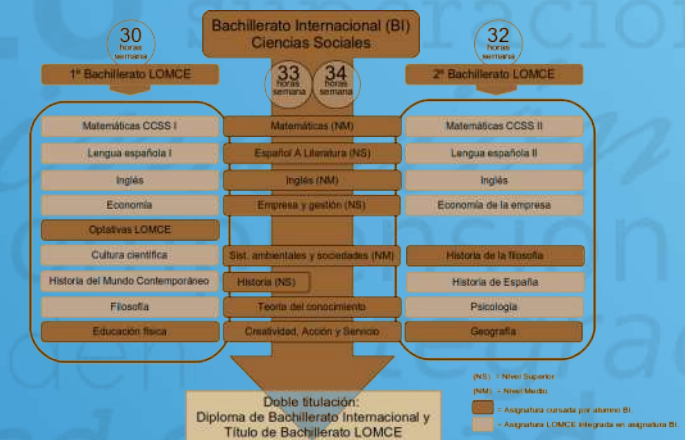 Bachillerato Internacional (BI)
Ciencias Sociales
30
horas
semana
33
horas
semana
34
horas
semana
32
horas
semana
1º Bachillerato LOMCE
2º Bachillerato LOMCE
Matemáticas CCSS I
Matemáticas (NM)
Matemáticas CCSS II
Lengua española I
Español A Literatura (NS)
Lengua española II
Inglés
Inglés (NM)
Inglés
Economía
Empresa y gestión (NS)
Economía de la empresa
Optativas LOMCE
Cultura científica
Sist. ambientales y sociedades (NM)
Historia de la filosofía
Historia del Mundo Contemporáneo
Historia (NS)
Historia de España
Filosofía
Teoría del conocimiento
Psicología
Educación física
Creatividad, Acción y Servicio
Geografía
Doble titulación:
Diploma de Bachillerato Internacional y
Título de Bachillerato LOMCE
(NS) = Nivel Superior
(NM) - Nivel Medio
= Asignatura cursada por alumno BI.
- Asignatura LOMCE integrada en asignatura BI.